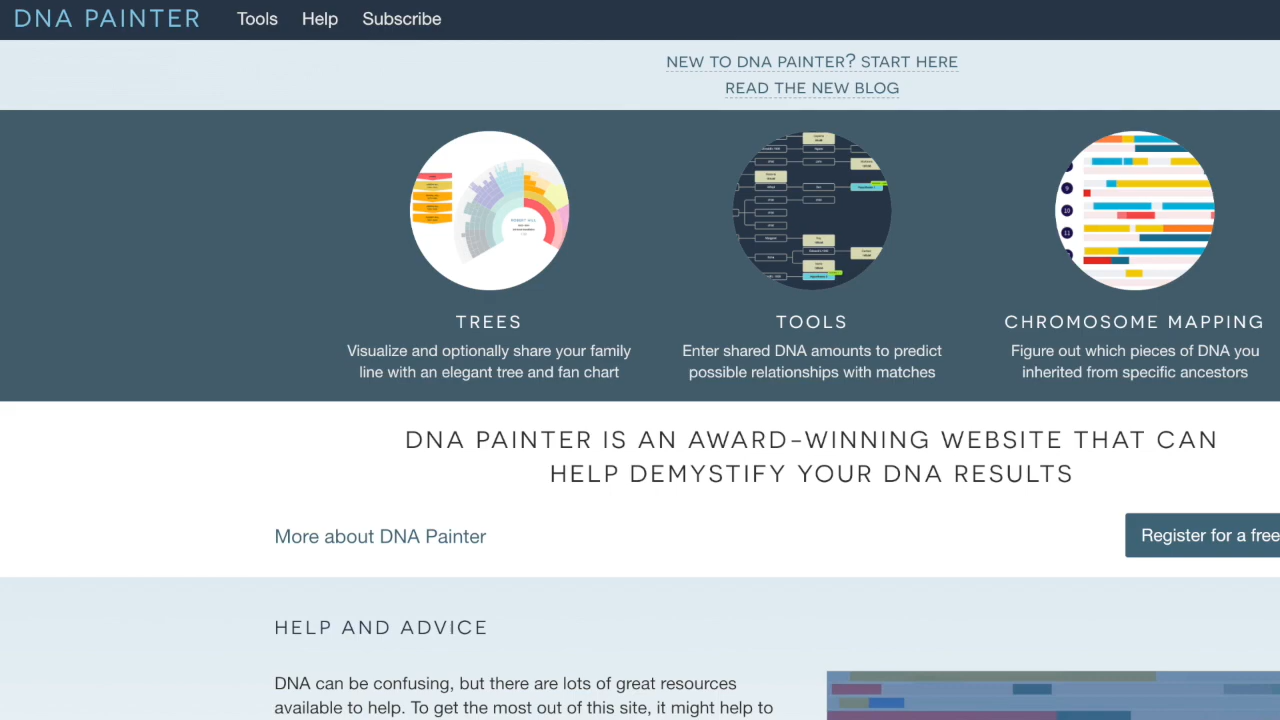 DNA PAINTER Tools Help Subscribe
NEW TO DNA PAINTER? START HERE
READ THE NEW BLOG
9
10
11
TREES
Visualize and optionally share your family
line with an elegant tree and fan chart
TOOLS
Enter shared DNA amounts to predict
possible relationships with matches
CHROMOSOME MAPPING
Figure out which pieces of DNA you
inherited from specific ancestors
DNA PAINTER IS AN AWARD-WINNING WEBSITE THAT CAN
HELP DEMYSTIFY YOUR DNA RESULTS
More about DNA Painter
Register for a free
HELP AND ADVICE
DNA can be confusing, but there are lots of great resources
available to help. To get the most out of this site, it might help to